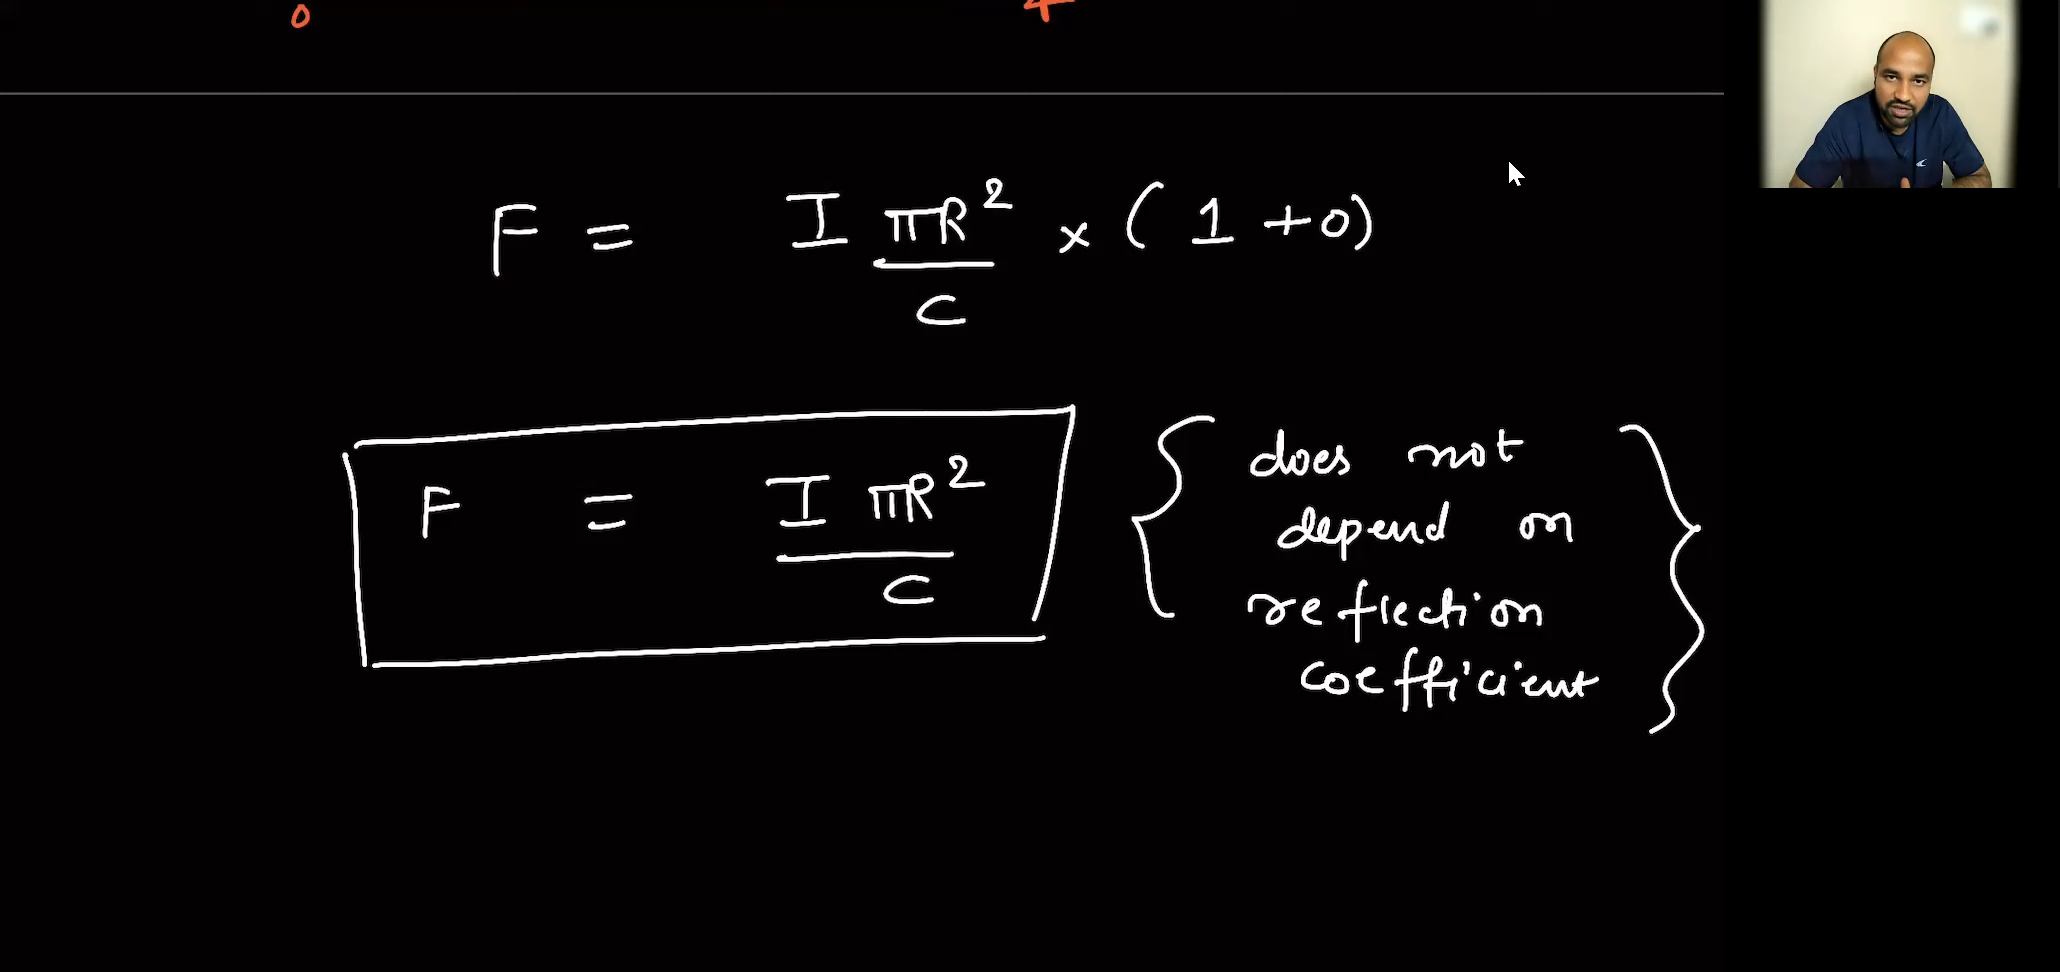 F = I πR² / C × ( 1 + 0 )
F = I πR² / C
does not
depend on
reflection
coefficient